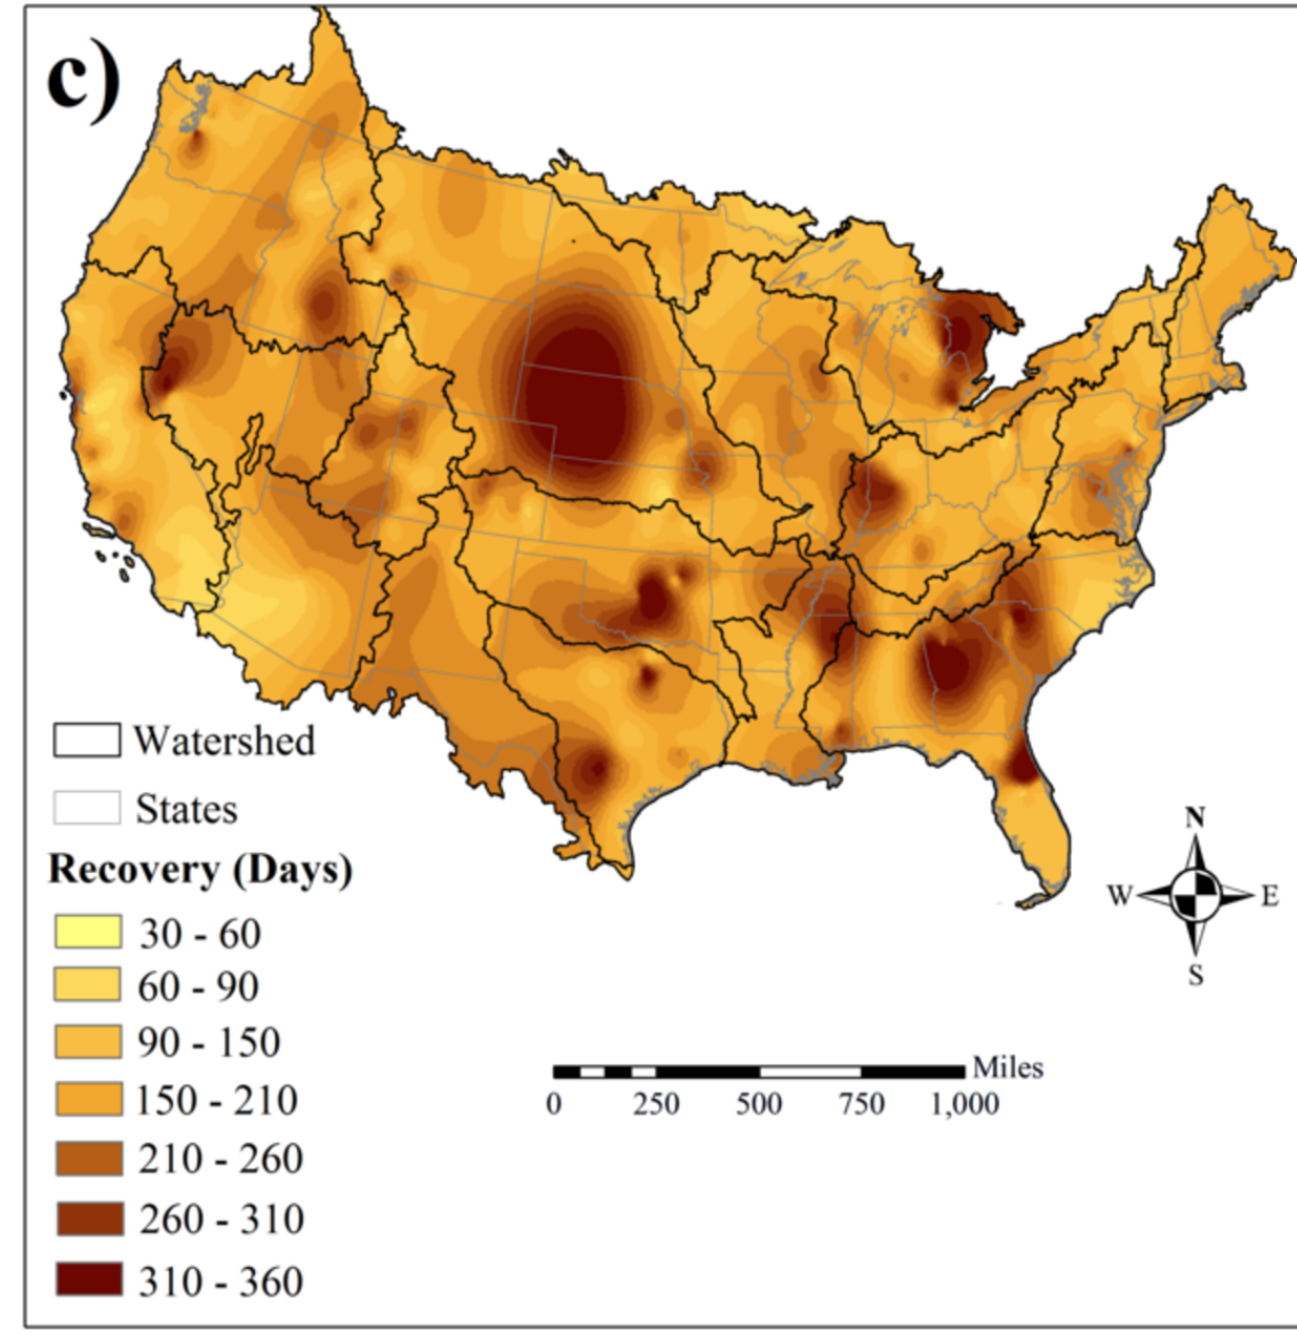 c)
Watershed
States
Recovery (Days)
30 - 60
60 - 90
90 - 150
150 - 210
210 - 260
260 - 310
310 - 360
N
W E
S
Miles
0 250 500 750 1,000